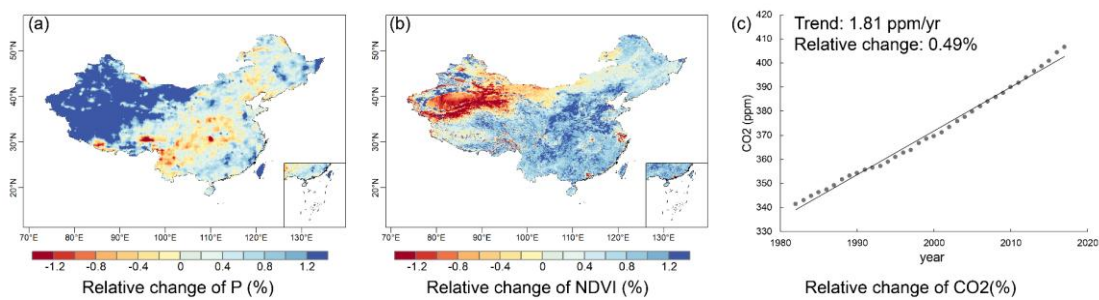 (a)
50°N
40°N
30°N
20°N
70°E 80°E 90°E 100°E 110°E 120°E 130°E
-1.2 -0.8 -0.4 0 0.4 0.8 1.2
Relative change of P (%)
(b)
50°N
40°N
30°N
20°N
70°E 80°E 90°E 100°E 110°E 120°E 130°E
-1.2 -0.8 -0.4 0 0.4 0.8 1.2
Relative change of NDVI (%)
(c)
Trend: 1.81 ppm/yr
Relative change: 0.49%
CO2 (ppm)
420
410
400
390
380
370
360
350
340
330
1980 1990 2000 2010 2020
year
Relative change of CO2(%)